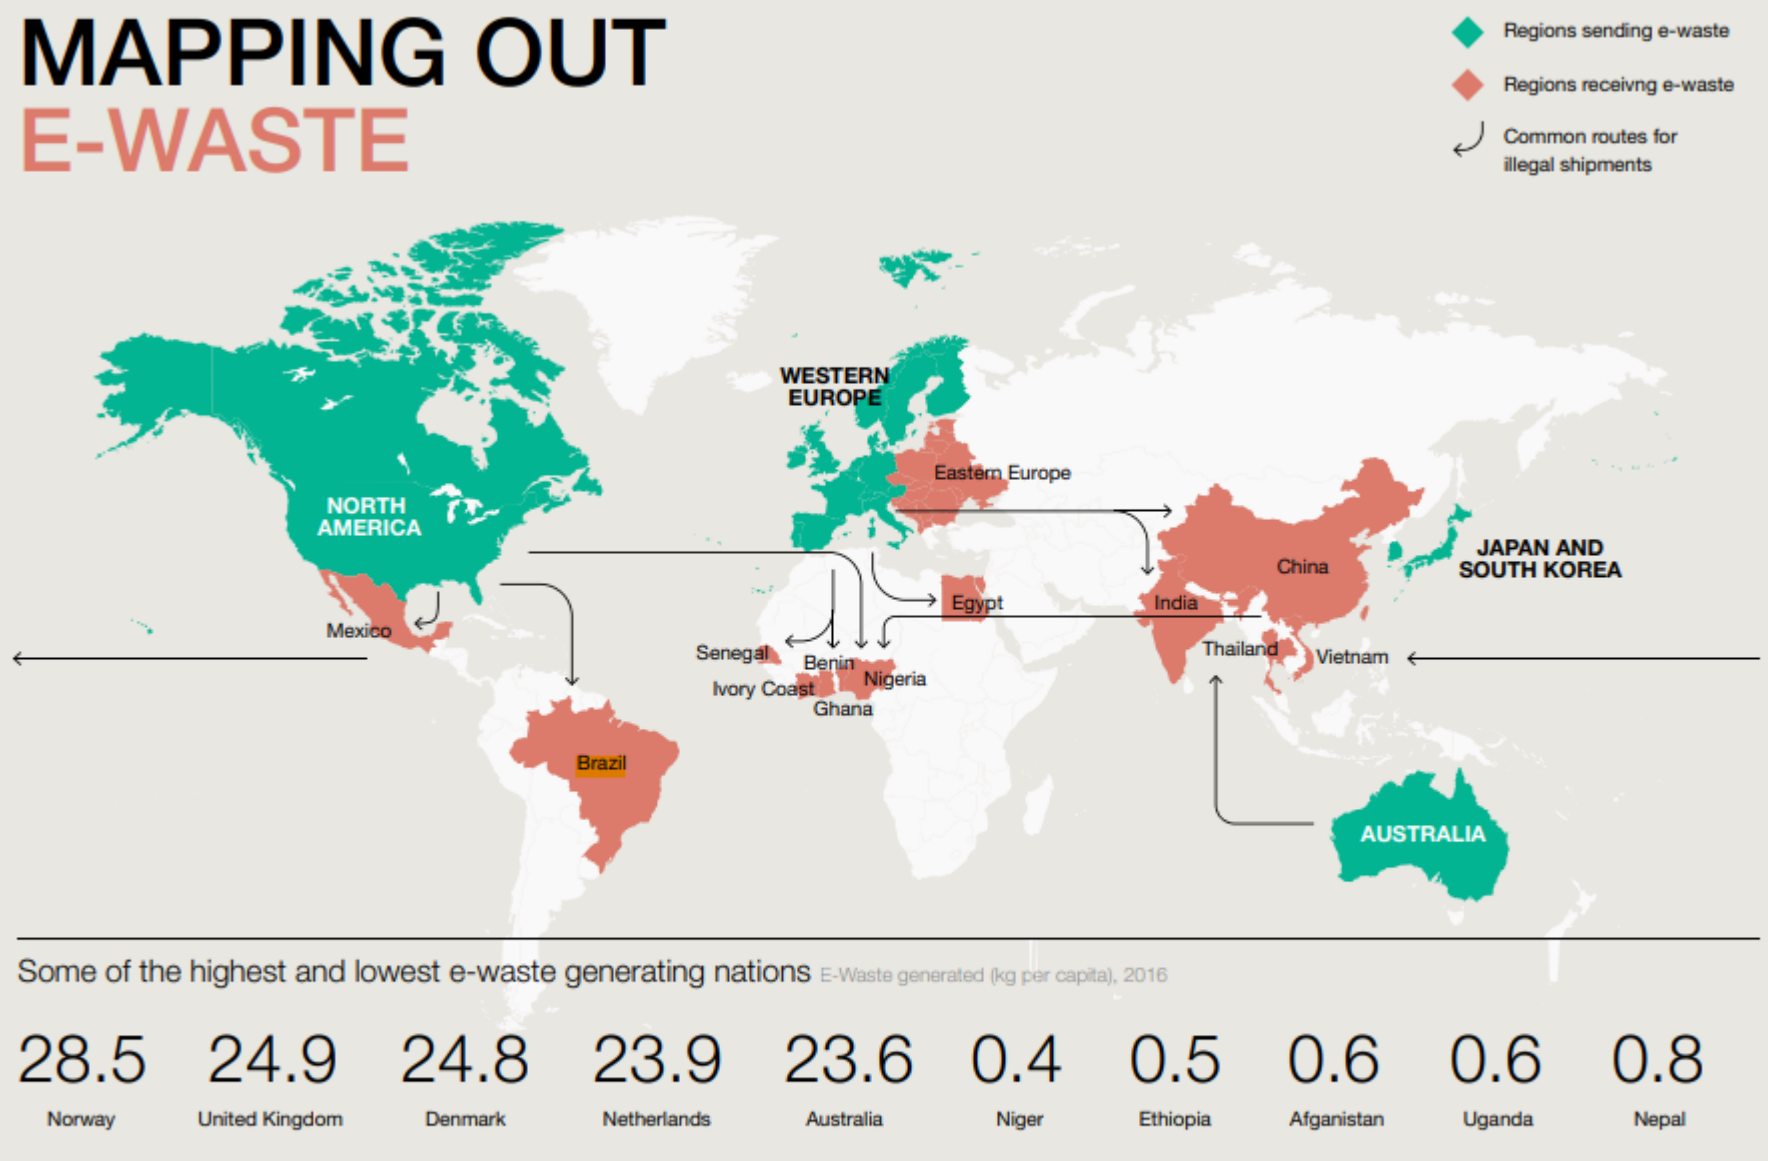 MAPPING OUT
E-WASTE
Regions sending e-waste
Regions receivng e-waste
Common routes for
illegal shipments
WESTERN
EUROPE
Eastern Europe
NORTH
AMERICA
JAPAN AND
SOUTH KOREA
China
Egypt
India
Mexico
Senegal
Benin
Thailand
Vietnam
Ivory Coast
Nigeria
Ghana
Brazil
AUSTRALIA
Some of the highest and lowest e-waste generating nations E-Waste generated (kg per capita), 2016
28.5 24.9 24.8 23.9 23.6 0.4 0.5 0.6 0.6 0.8
Norway United Kingdom Denmark Netherlands Australia Niger Ethiopia Afganistan Uganda Nepal